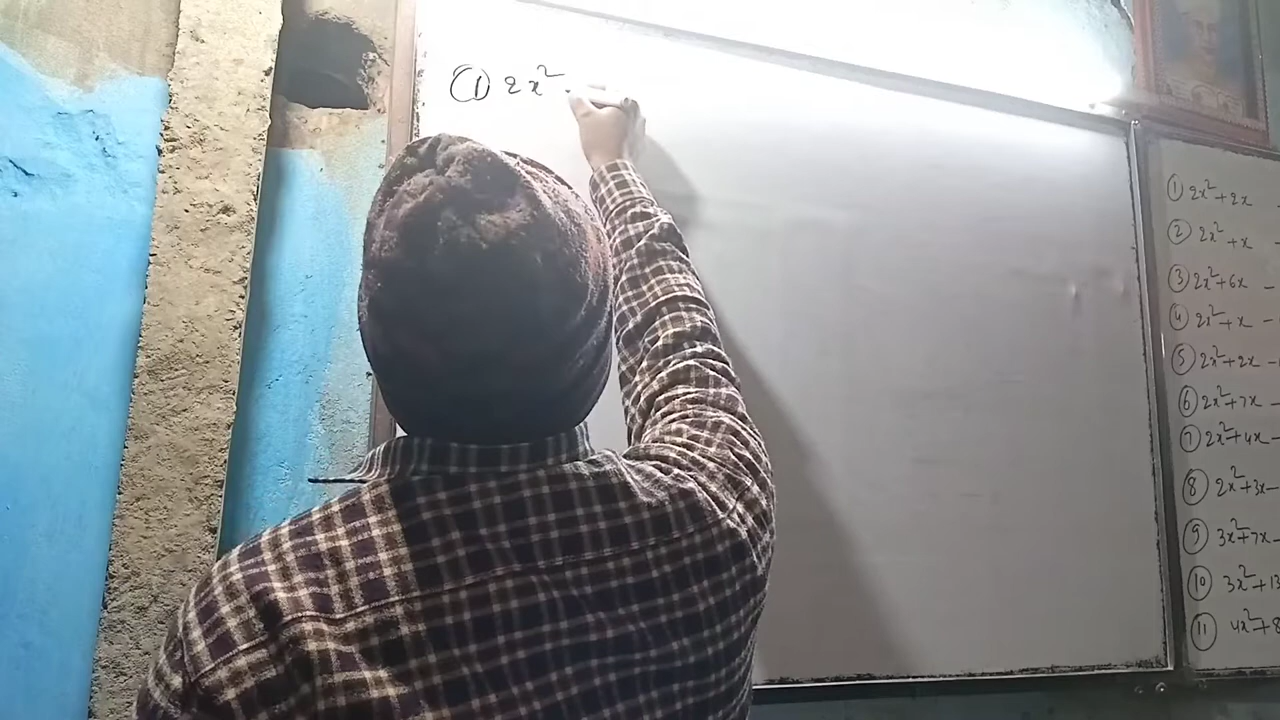 ① 2x²
① 2x² + 2x
② 2x² + x -
③ 2x² + 6x -
④ 2x² + x -
⑤ 2x² + 2x -
⑥ 2x² + 7x -
⑦ 2x² + 4x -
⑧ 2x² + 3x -
⑨ 3x² + 7x -
⑩ 3x² + 13
⑪ 4x² + 8